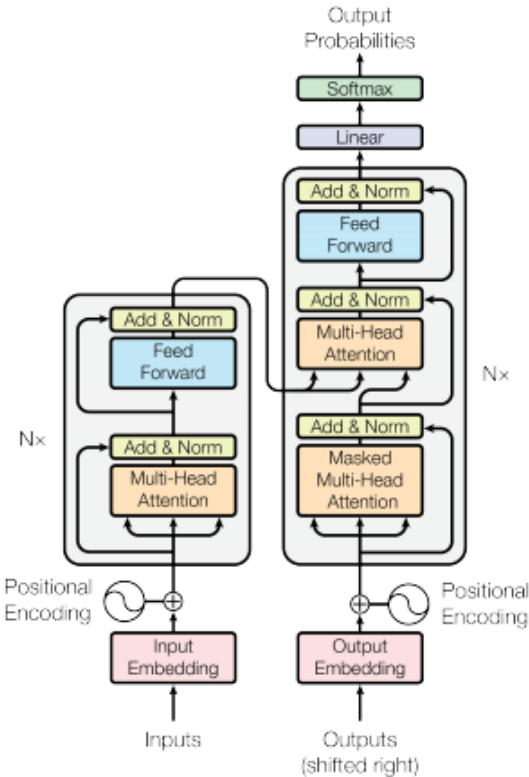 Output
Probabilities
Softmax
Linear
Add & Norm
Feed
Forward
Add & Norm
Multi-Head
Attention
Add & Norm
Masked
Multi-Head
Attention
Nx
Add & Norm
Feed
Forward
Add & Norm
Multi-Head
Attention
Nx
Positional
Encoding
Positional
Encoding
Input
Embedding
Output
Embedding
Inputs
Outputs
(shifted right)